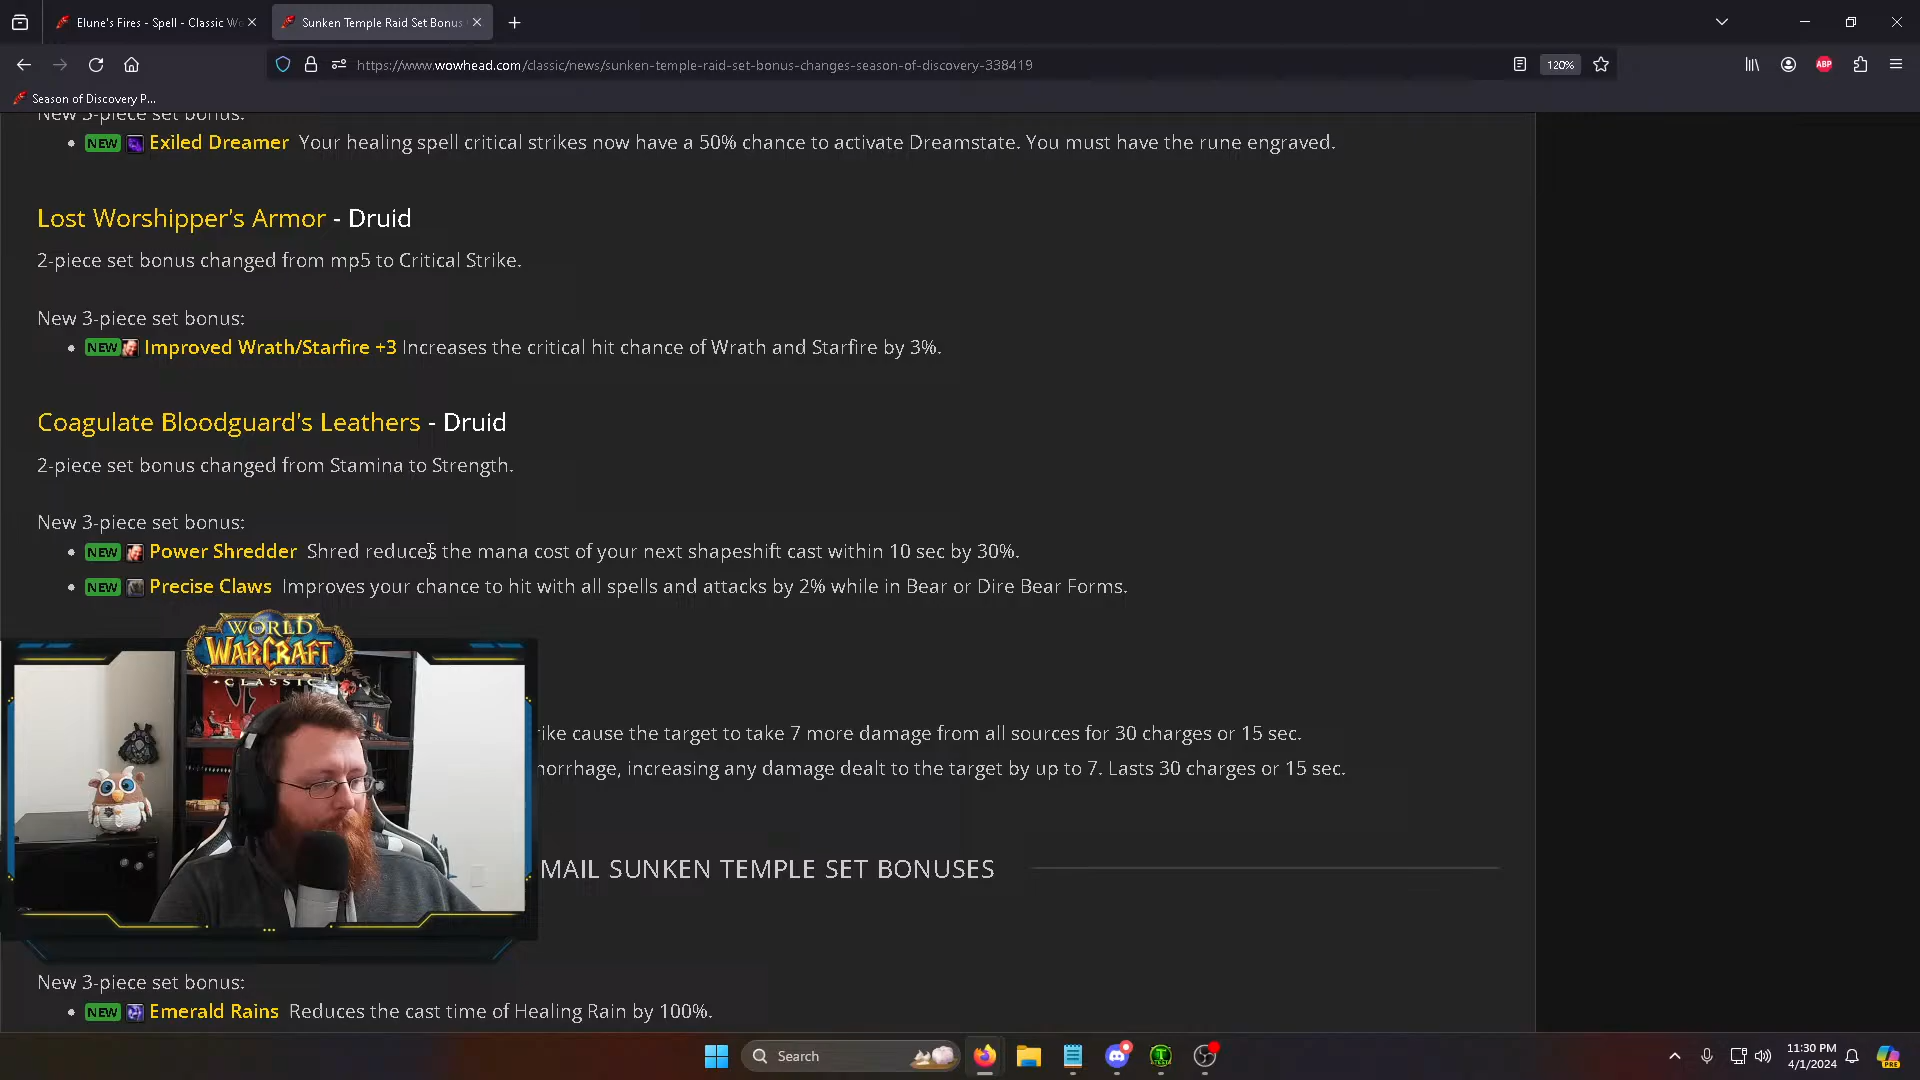 Elune's Fires - Spell - Classic Wo
Sunken Temple Raid Set Bonus
https://www.wowhead.com/classic/news/sunken-temple-raid-set-bonus-changes-season-of-discovery-338419
120%
ABP
Season of Discovery P...
New 3-piece set bonus:
NEW Exiled Dreamer Your healing spell critical strikes now have a 50% chance to activate Dreamstate. You must have the rune engraved.
Lost Worshipper's Armor - Druid
2-piece set bonus changed from mp5 to Critical Strike.
New 3-piece set bonus:
NEW Improved Wrath/Starfire +3 Increases the critical hit chance of Wrath and Starfire by 3%.
Coagulate Bloodguard's Leathers - Druid
2-piece set bonus changed from Stamina to Strength.
New 3-piece set bonus:
NEW Power Shredder Shred reduces the mana cost of your next shapeshift cast within 10 sec by 30%.
NEW Precise Claws Improves your chance to hit with all spells and attacks by 2% while in Bear or Dire Bear Forms.
WORLD
WARCRAFT
CLASSIC
rike cause the target to take 7 more damage from all sources for 30 charges or 15 sec.
morrhage, increasing any damage dealt to the target by up to 7. Lasts 30 charges or 15 sec.
MAIL SUNKEN TEMPLE SET BONUSES
New 3-piece set bonus:
NEW Emerald Rains Reduces the cast time of Healing Rain by 100%.
Search
11:30 PM
4/1/2024
PRE